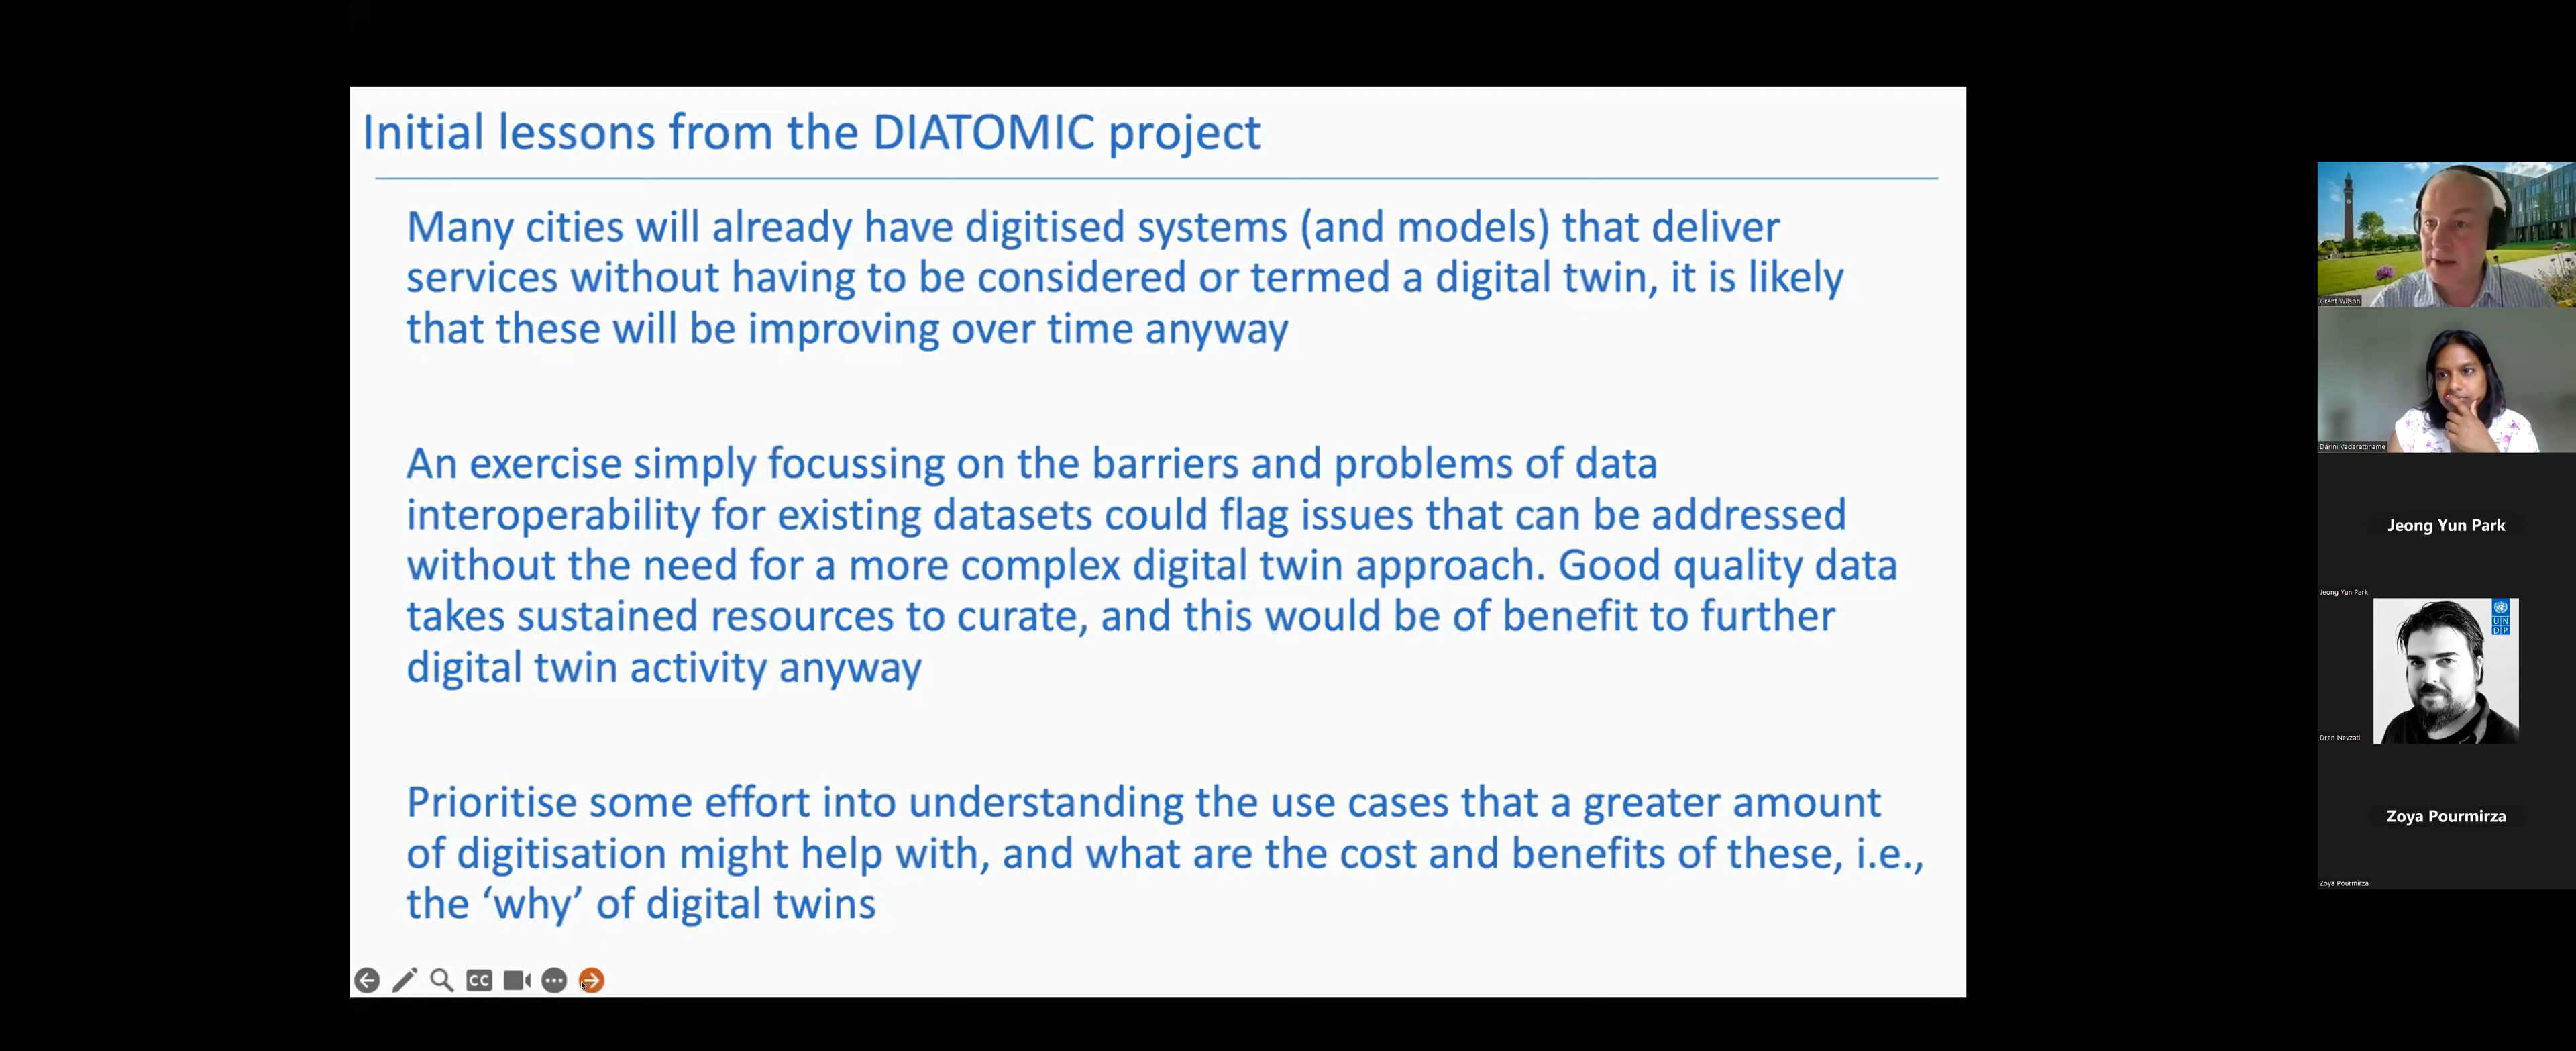 Initial lessons from the DIATOMIC project
Many cities will already have digitised systems (and models) that deliver
services without having to be considered or termed a digital twin, it is likely
that these will be improving over time anyway
An exercise simply focussing on the barriers and problems of data
interoperability for existing datasets could flag issues that can be addressed
without the need for a more complex digital twin approach. Good quality data
takes sustained resources to curate, and this would be of benefit to further
digital twin activity anyway
Prioritise some effort into understanding the use cases that a greater amount
of digitisation might help with, and what are the cost and benefits of these, i.e.,
the ‘why’ of digital twins
CC
Grant Wilson
Dárini Vedarattiname
Jeong Yun Park
Jeong Yun Park
UN
DP
Dren Nevzati
Zoya Pourmirza
Zoya Pourmirza